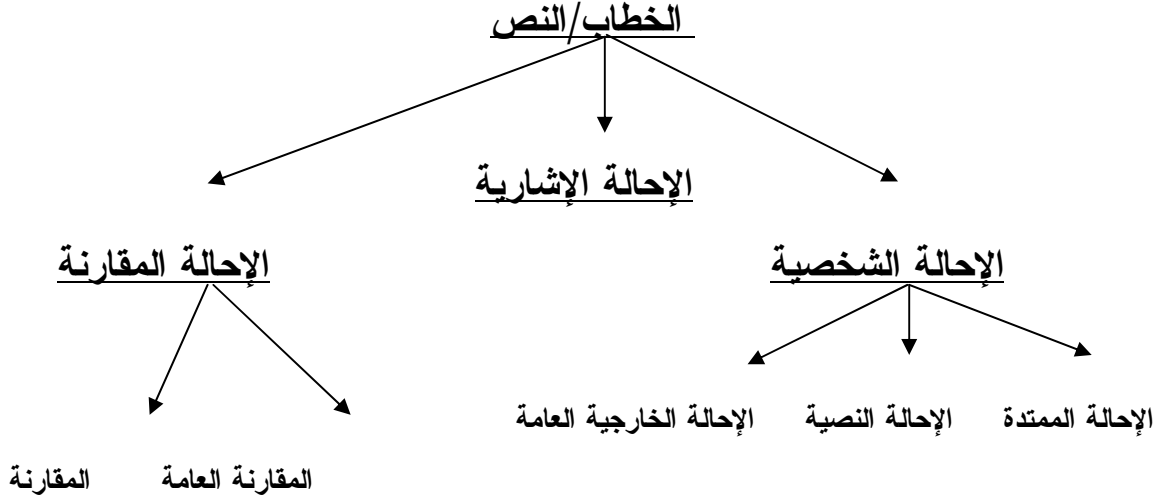 الخطاب/النص
الإحالة الإشارية
الإحالة الشخصية
الإحالة المقارنة
الإحالة الممتدة
الإحالة النصية
الإحالة الخارجية العامة
المقارنة العامة
المقارنة